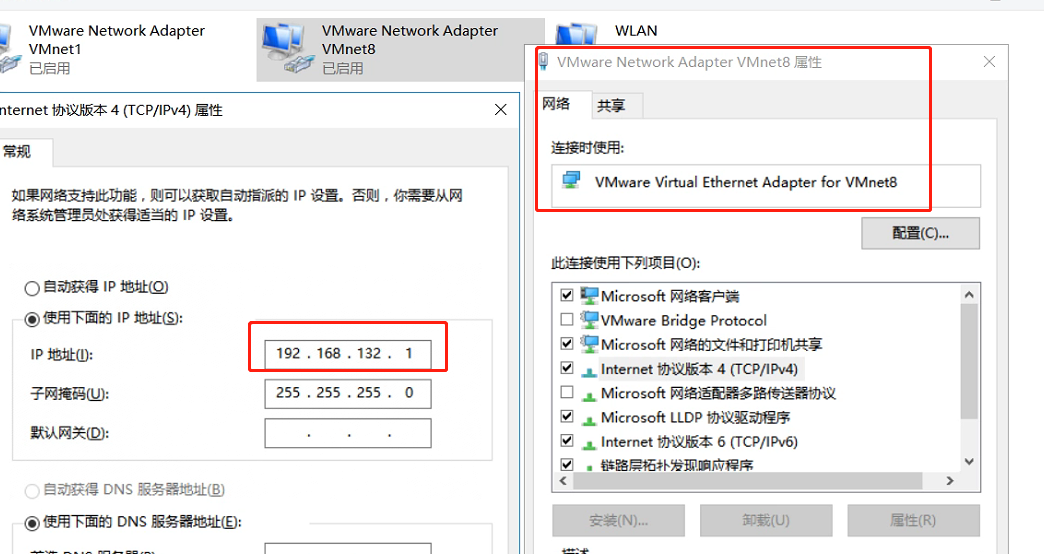 VMware Network Adapter
VMnet1
已启用
VMware Network Adapter
VMnet8
已启用
WLAN
nternet 协议版本 4 (TCP/IPv4) 属性
常规
如果网络支持此功能，则可以获取自动指派的 IP 设置。否则，你需要从网
络系统管理员处获得适当的 IP 设置。
自动获得 IP 地址(O)
使用下面的 IP 地址(S):
IP 地址(I):
192 . 168 . 132 . 1
子网掩码(U):
255 . 255 . 255 . 0
默认网关(D):
. . .
自动获得 DNS 服务器地址(B)
使用下面的 DNS 服务器地址(E):
首选 DNS 服务器(P):
VMware Network Adapter VMnet8 属性
网络
共享
连接时使用:
VMware Virtual Ethernet Adapter for VMnet8
配置(C)...
此连接使用下列项目(O):
Microsoft 网络客户端
VMware Bridge Protocol
Microsoft 网络的文件和打印机共享
Internet 协议版本 4 (TCP/IPv4)
Microsoft 网络适配器多路传送器协议
Microsoft LLDP 协议驱动程序
Internet 协议版本 6 (TCP/IPv6)
链路层拓扑发现响应程序
安装(N)...
卸载(U)
属性(R)
描述